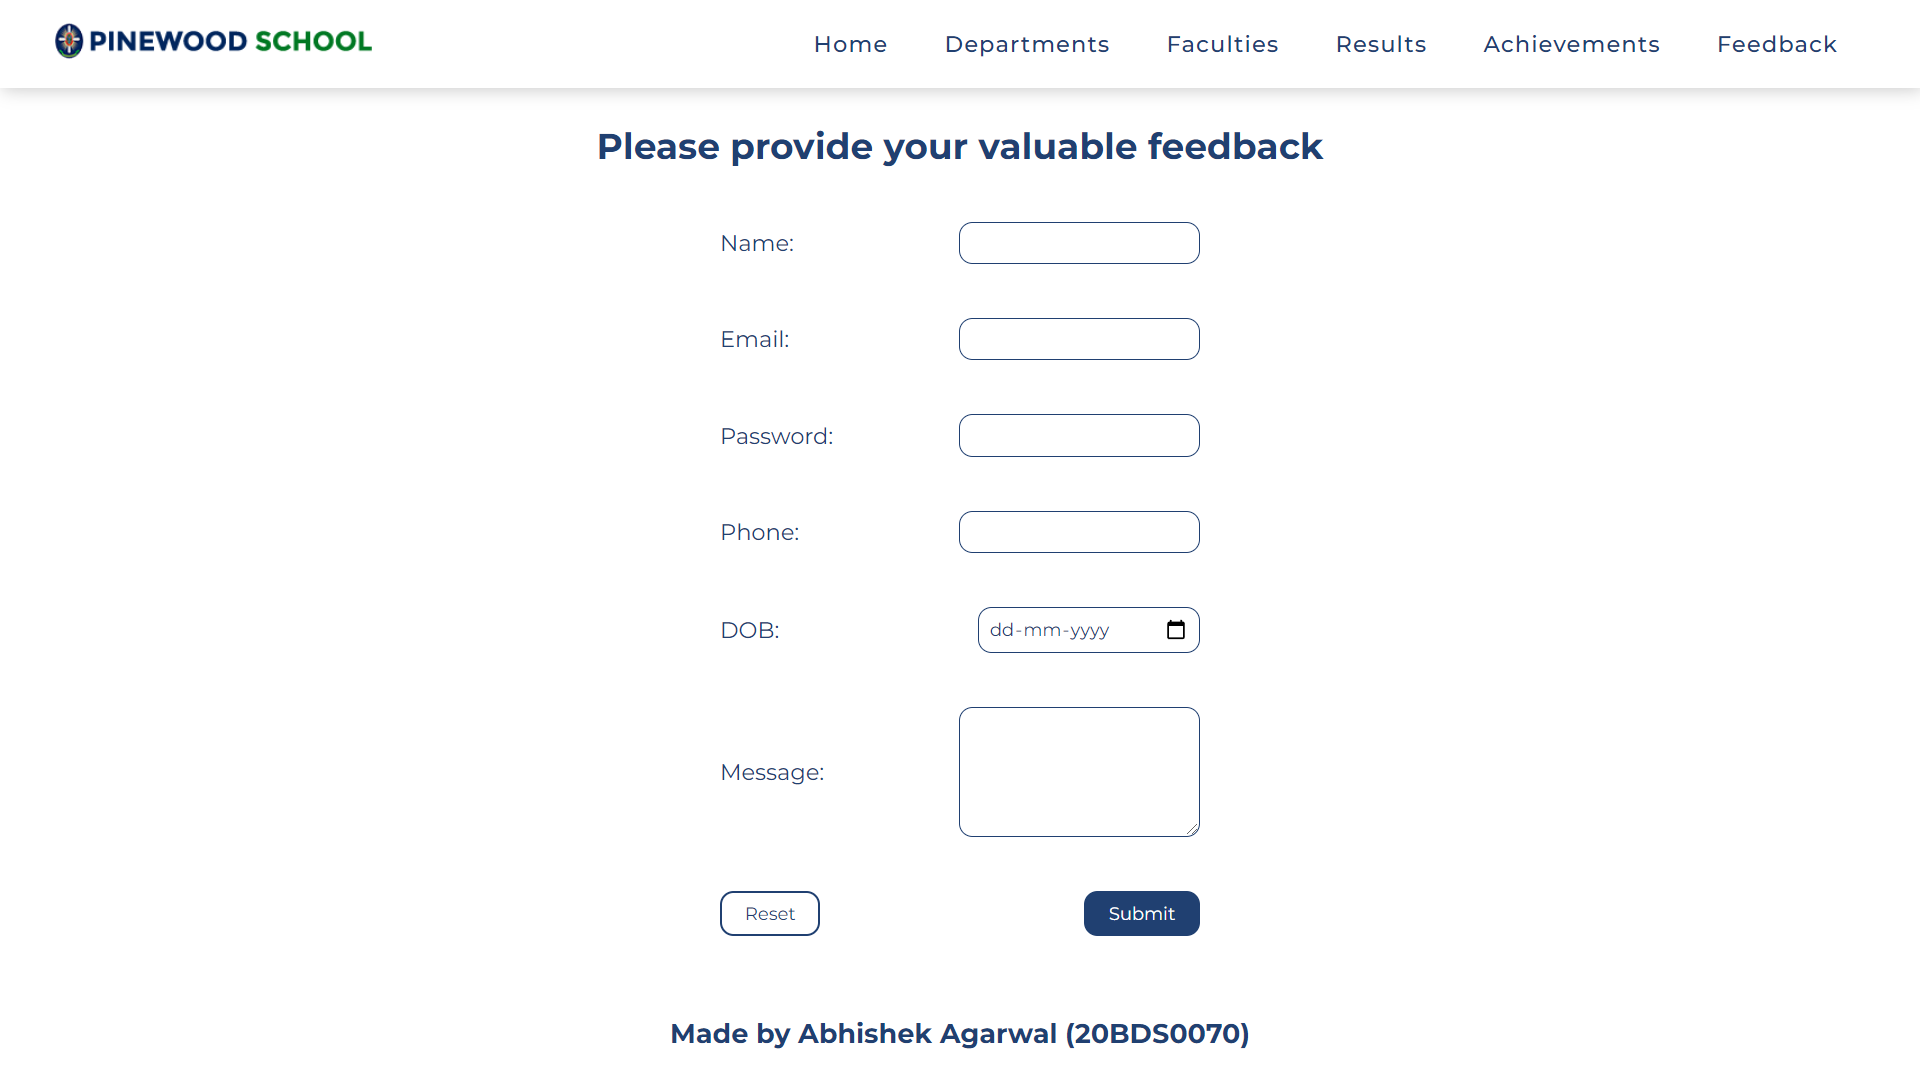 PINEWOOD SCHOOL
Home Departments Faculties Results Achievements Feedback
Please provide your valuable feedback
Name:
Email:
Password:
Phone:
DOB: dd-mm-yyyy
Message:
Reset Submit
Made by Abhishek Agarwal (20BDS0070)